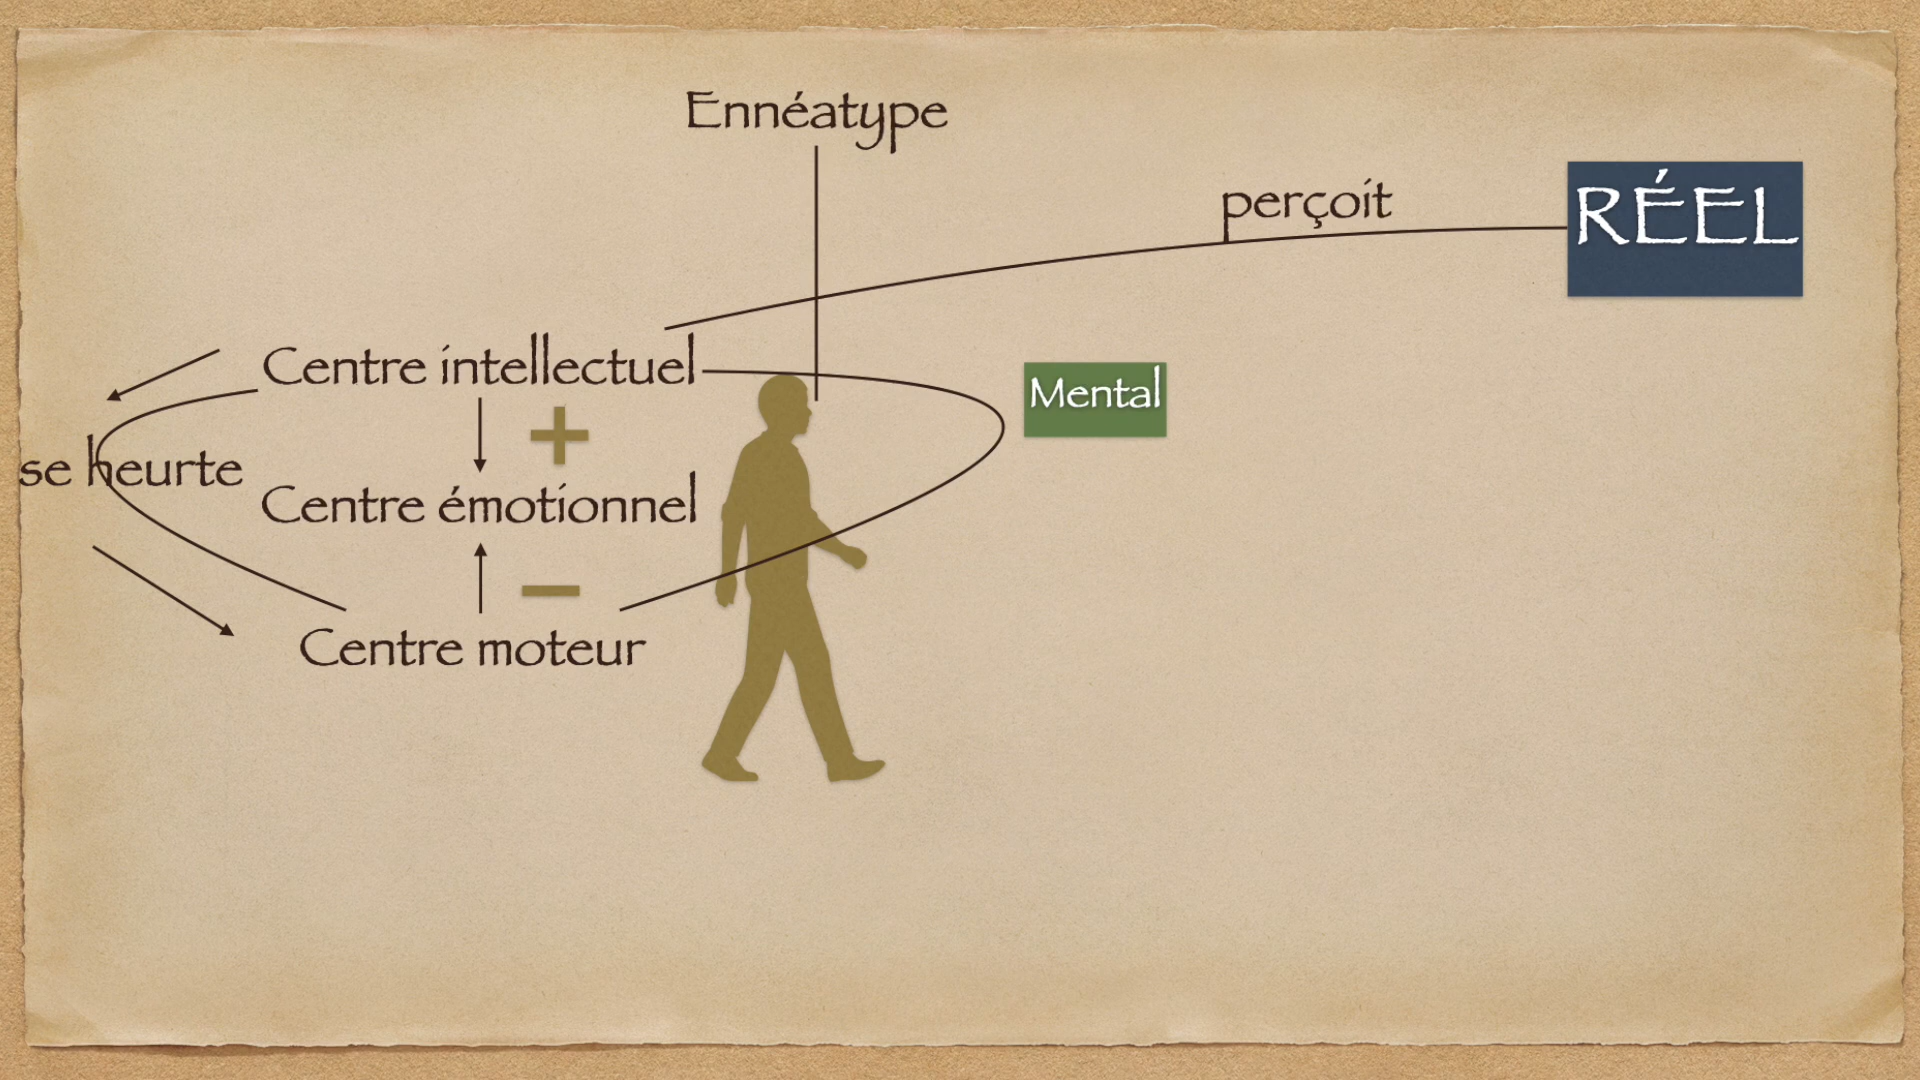 Ennéatype
perçoit
RÉEL
Centre intellectuel
Mental
+
se heurte
Centre émotionnel
−
Centre moteur